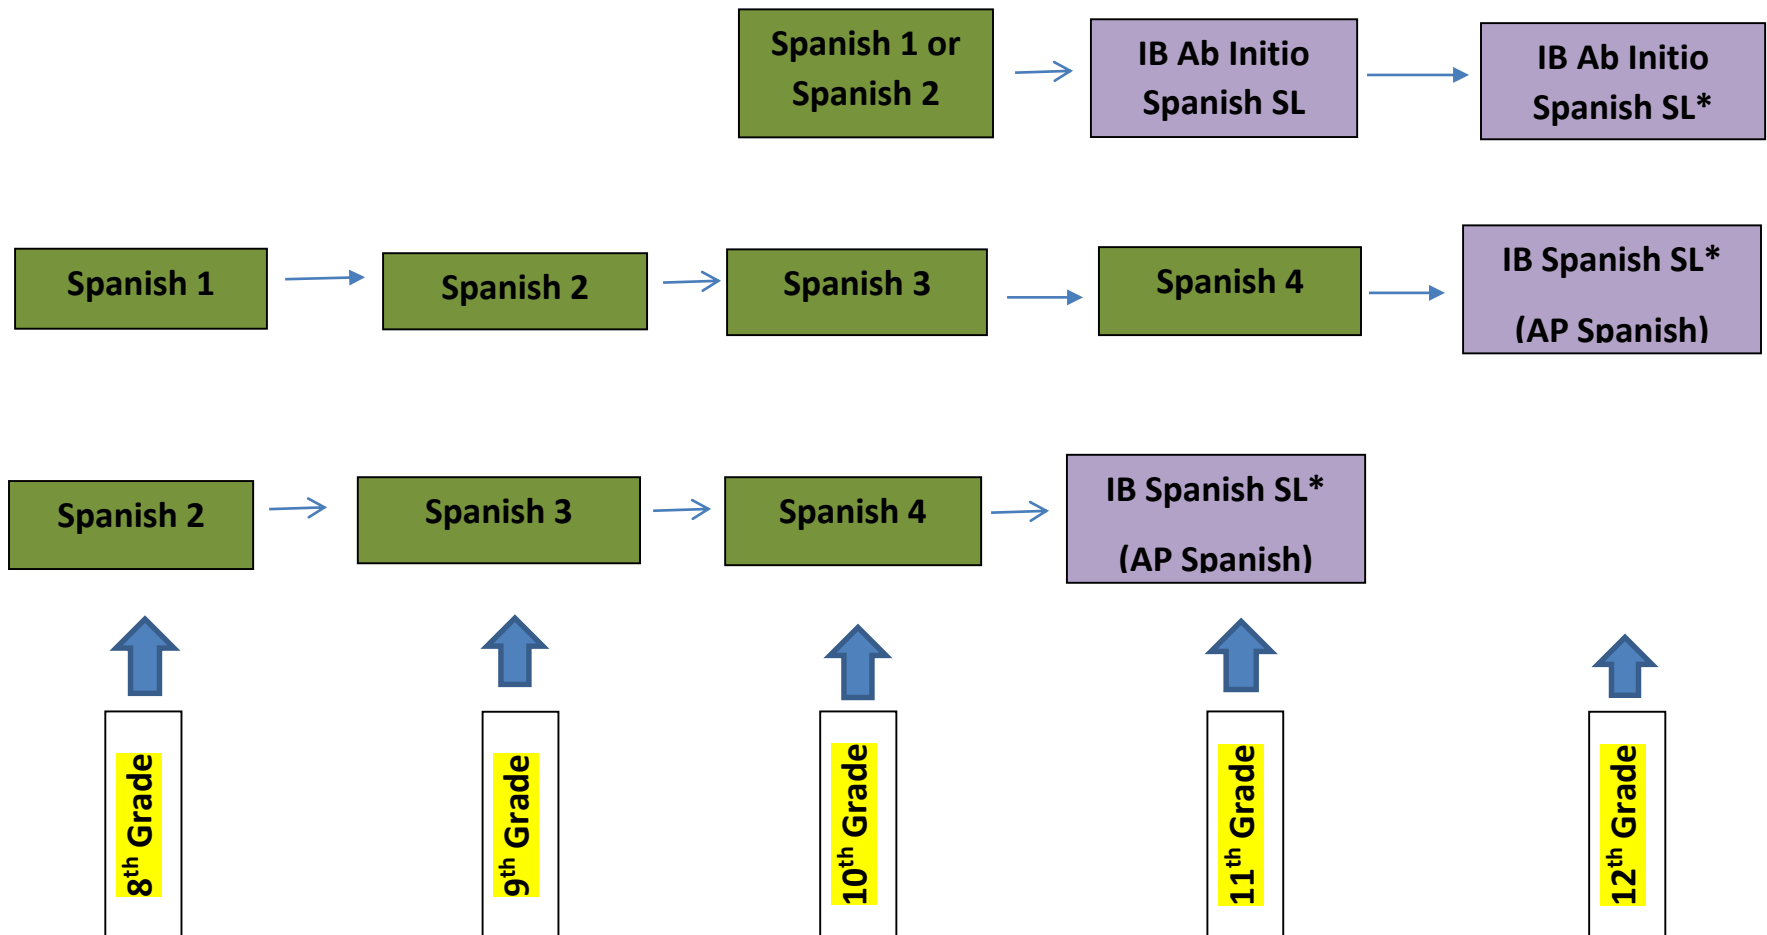 Spanish 1 or
Spanish 2
IB Ab Initio
Spanish SL
IB Ab Initio
Spanish SL*
Spanish 1
Spanish 2
Spanish 3
Spanish 4
IB Spanish SL*
(AP Spanish)
Spanish 2
Spanish 3
Spanish 4
IB Spanish SL*
(AP Spanish)
8th Grade
9th Grade
10th Grade
11th Grade
12th Grade